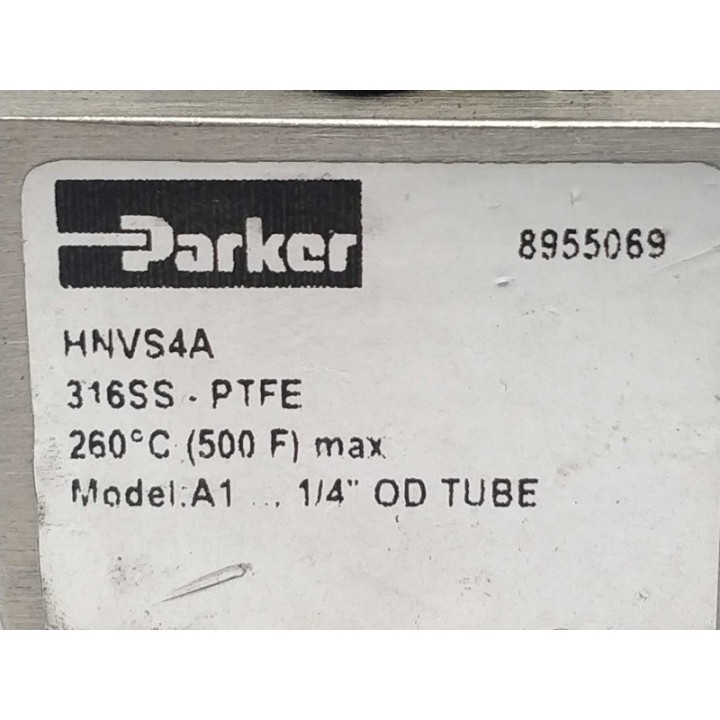 Parker
8955069
HNVS4A
316SS - PTFE
260°C (500 F) max
Model:A1 ... 1/4" OD TUBE